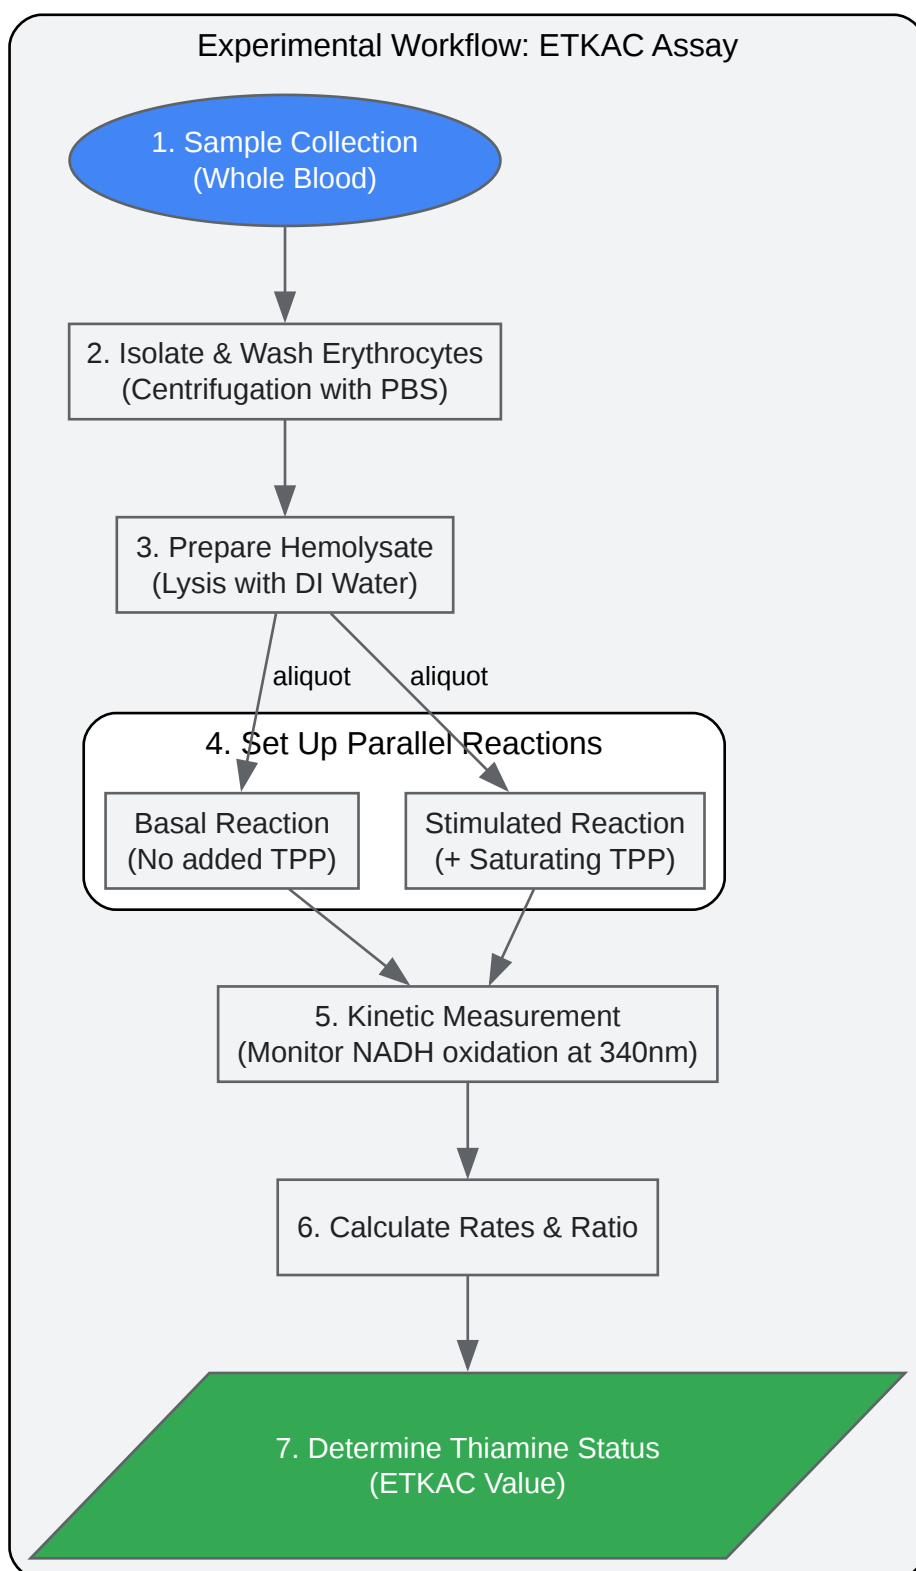 Experimental Workflow: ETKAC Assay
1. Sample Collection
(Whole Blood)
2. Isolate & Wash Erythrocytes
(Centrifugation with PBS)
3. Prepare Hemolysate
(Lysis with DI Water)
aliquot
aliquot
4. Set Up Parallel Reactions
Basal Reaction
(No added TPP)
Stimulated Reaction
(+ Saturating TPP)
5. Kinetic Measurement
(Monitor NADH oxidation at 340nm)
6. Calculate Rates & Ratio
7. Determine Thiamine Status
(ETKAC Value)